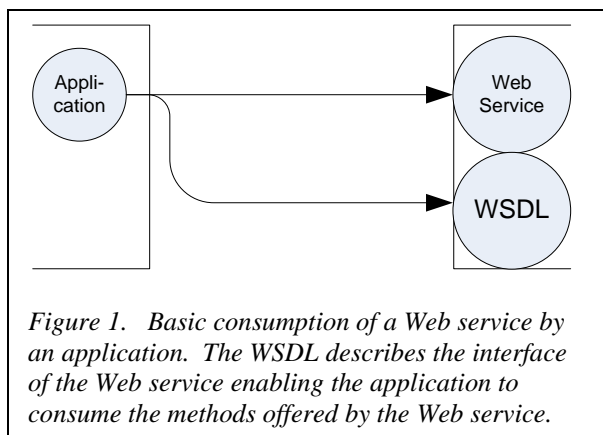 Appli-
cation
Web
Service
WSDL
Figure 1. Basic consumption of a Web service by
an application. The WSDL describes the interface
of the Web service enabling the application to
consume the methods offered by the Web service.